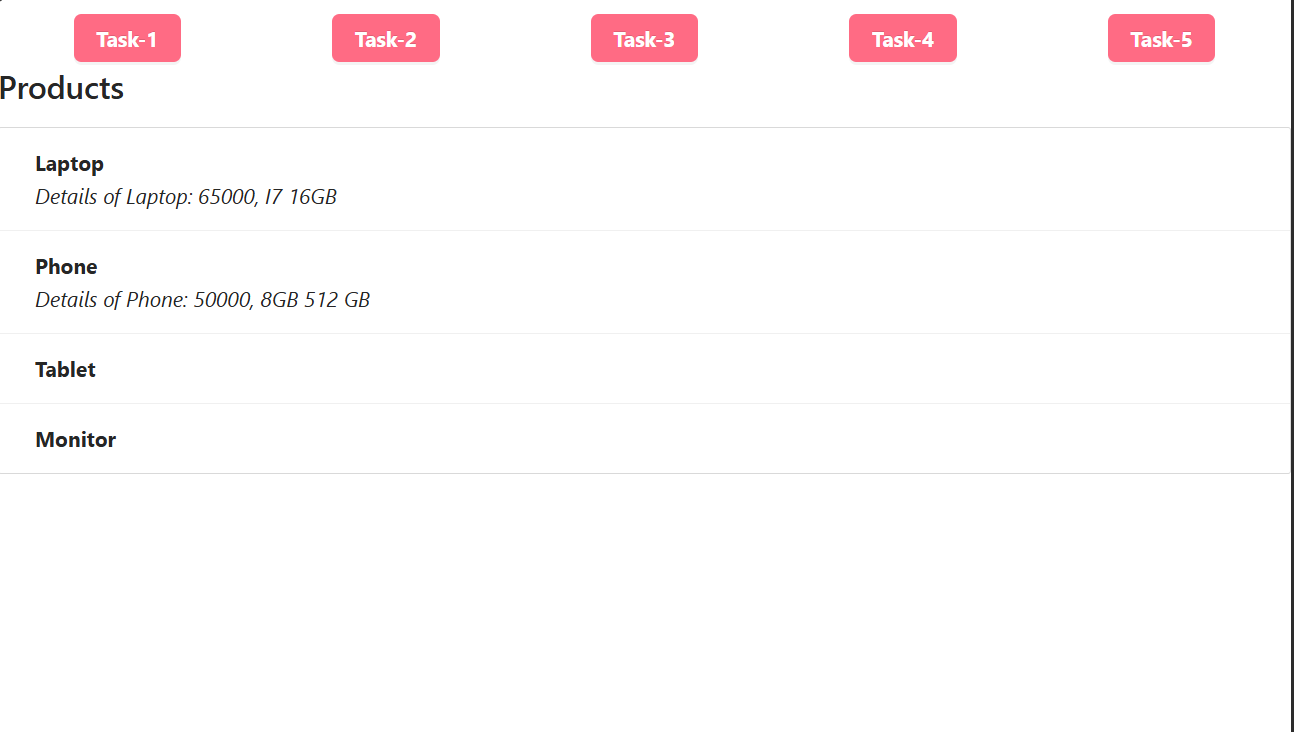 Task-1 Task-2 Task-3 Task-4 Task-5
Products
Laptop
Details of Laptop: 65000, I7 16GB
Phone
Details of Phone: 50000, 8GB 512 GB
Tablet
Monitor